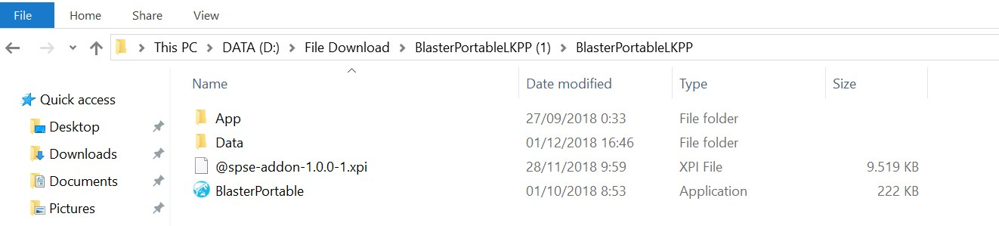 File Home Share View
This PC DATA (D:) File Download BlasterPortableLKPP (1) BlasterPortableLKPP
Name Date modified Type Size
Quick access
Desktop
Downloads
Documents
Pictures
App 27/09/2018 0:33 File folder
Data 01/12/2018 16:46 File folder
@spse-addon-1.0.0-1.xpi 28/11/2018 9:59 XPI File 9.519 KB
BlasterPortable 01/10/2018 8:53 Application 222 KB